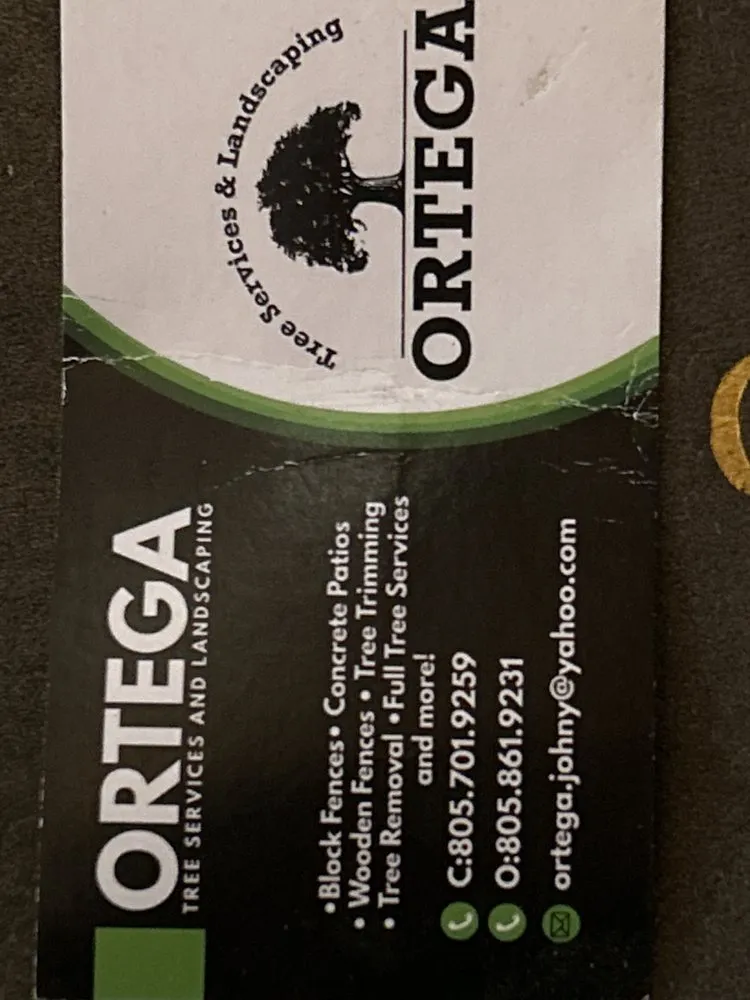 ORTEGA
TREE SERVICES AND LANDSCAPING
•Block Fences• Concrete Patios
• Wooden Fences • Tree Trimming
• Tree Removal •Full Tree Services
and more!
C:805.701.9259
O:805.861.9231
ortega.johny@yahoo.com
Tree Services & Landscaping
ORTEGA